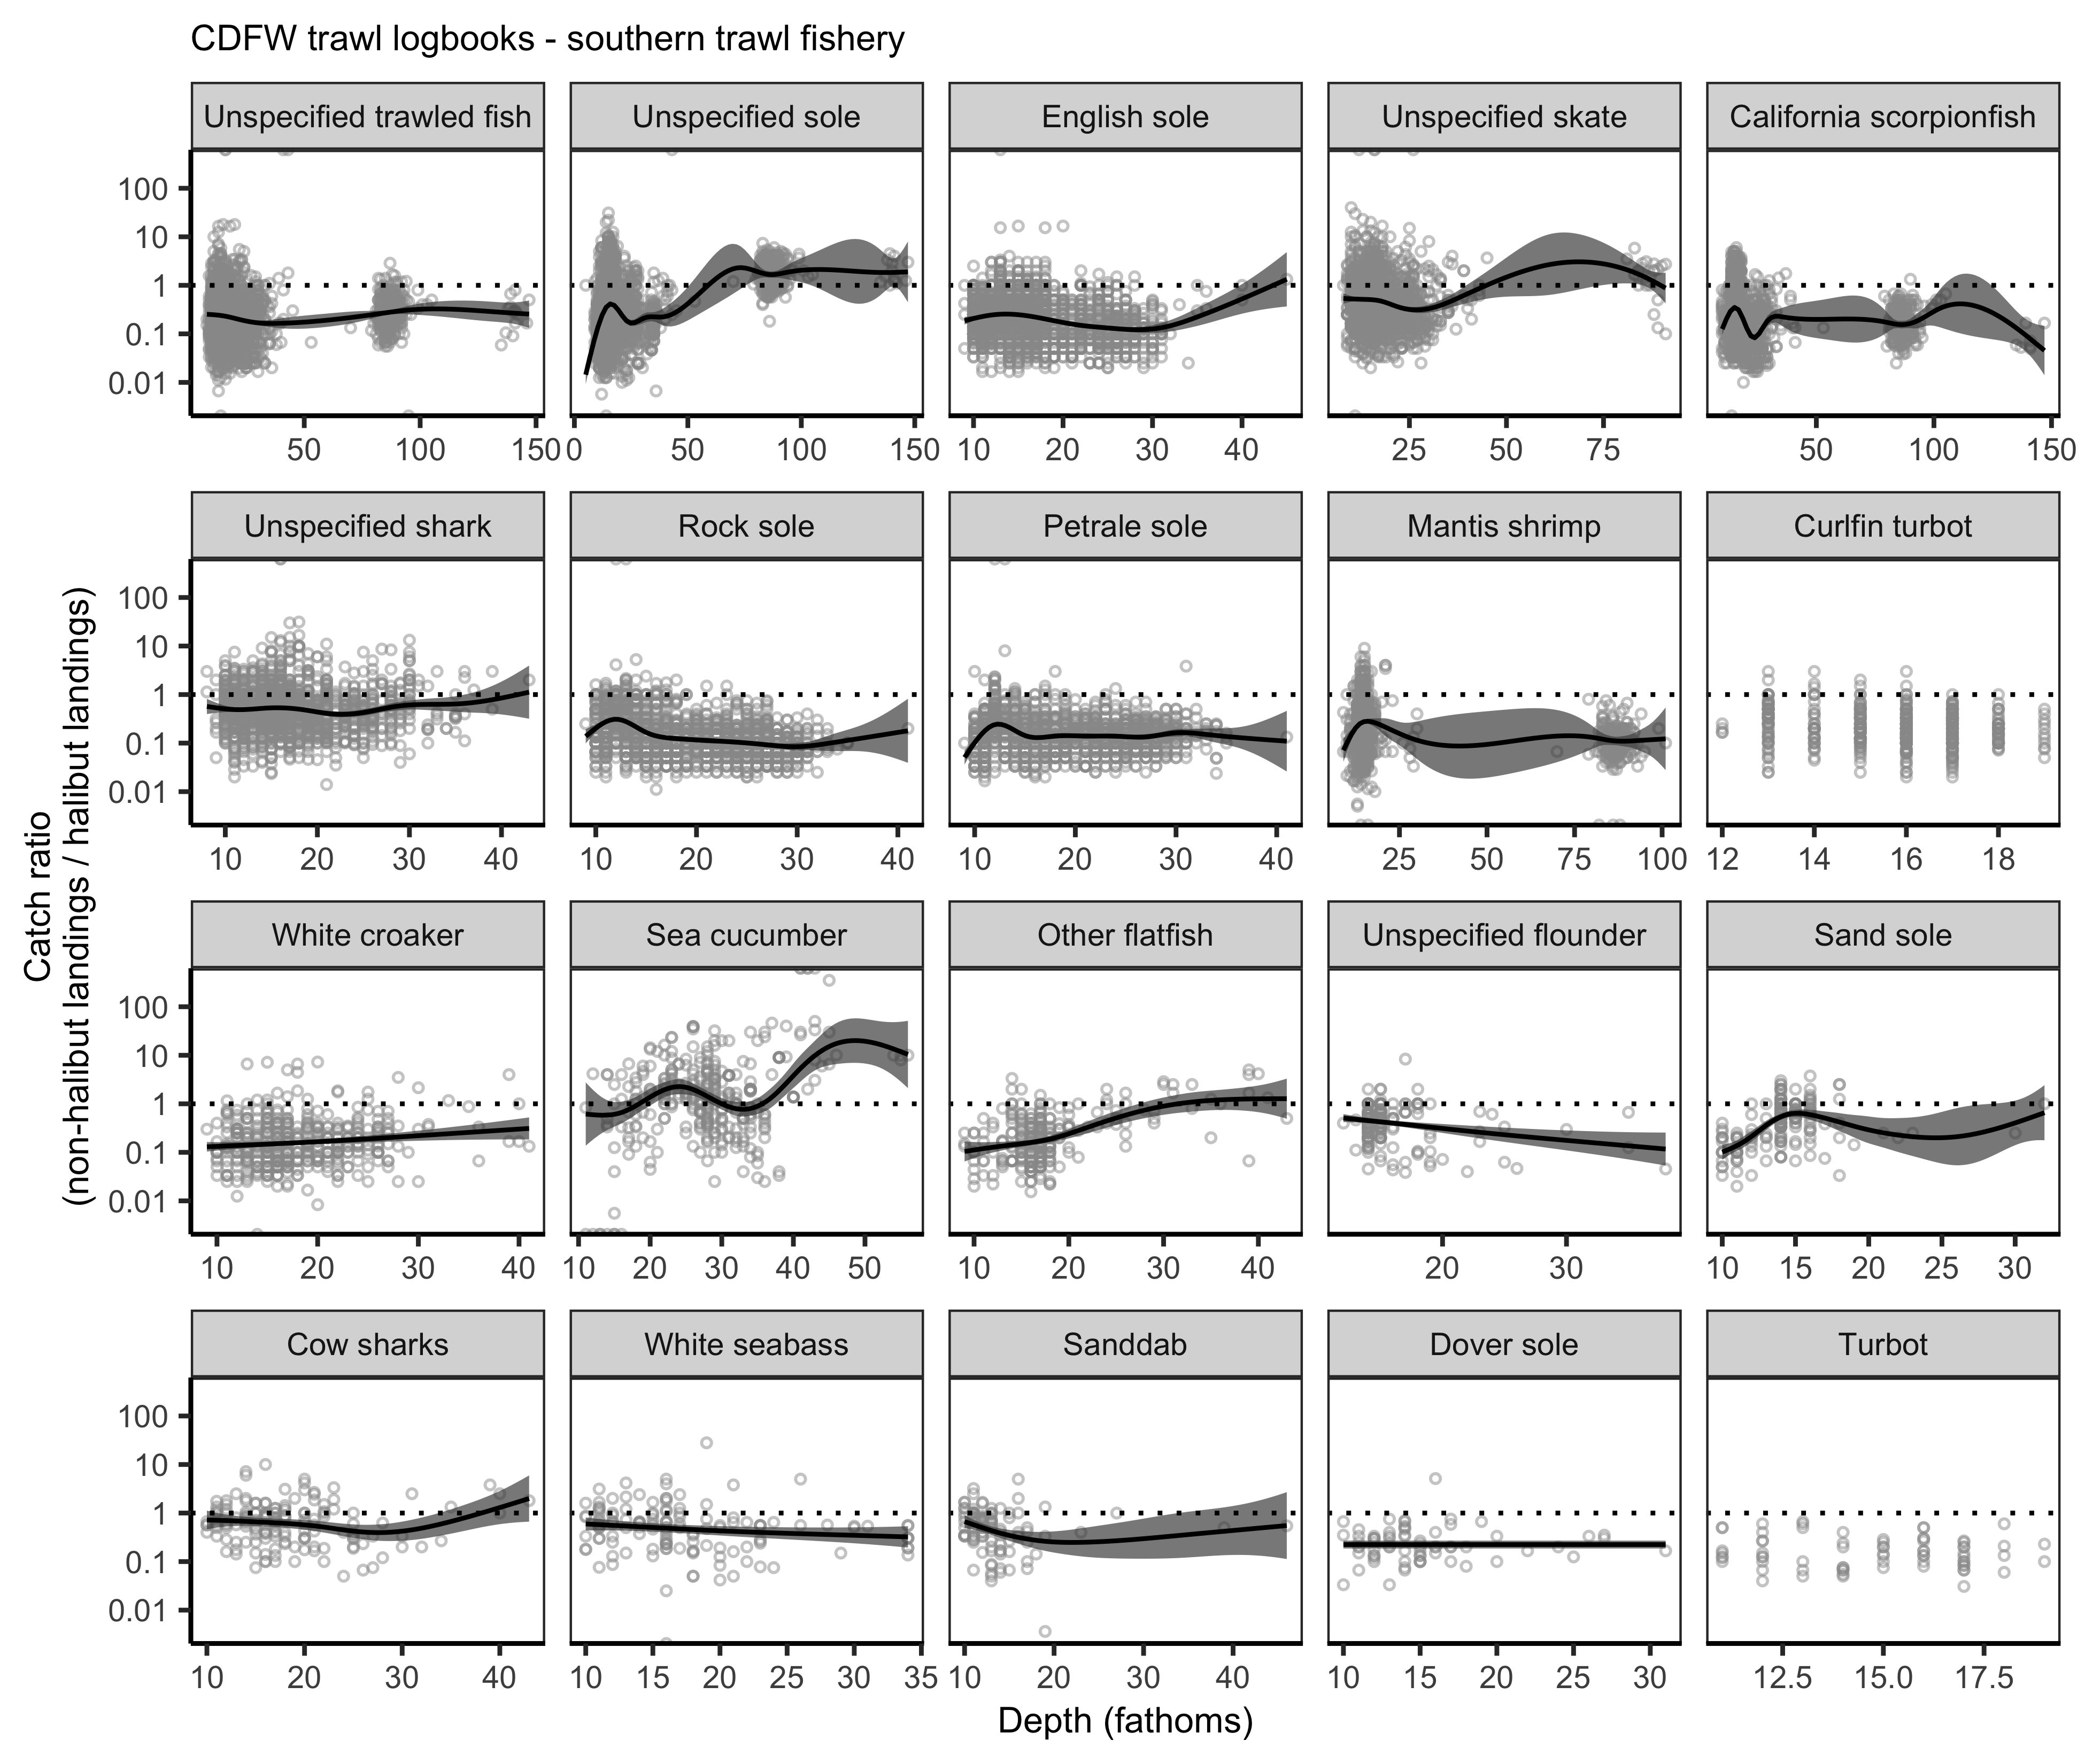 CDFW trawl logbooks - southern trawl fishery
Unspecified trawled fish
Unspecified sole
English sole
Unspecified skate
California scorpionfish
100
10
1
0.1
0.01
50 100 150
0 50 100 150
10 20 30 40
25 50 75
50 100 150
Unspecified shark
Rock sole
Petrale sole
Mantis shrimp
Curlfin turbot
100
10
1
0.1
0.01
10 20 30 40
10 20 30 40
10 20 30 40
25 50 75 100
12 14 16 18
Catch ratio
(non-halibut landings / halibut landings)
White croaker
Sea cucumber
Other flatfish
Unspecified flounder
Sand sole
100
10
1
0.1
0.01
10 20 30 40
10 20 30 40 50
10 20 30 40
20 30
10 15 20 25 30
Cow sharks
White seabass
Sanddab
Dover sole
Turbot
100
10
1
0.1
0.01
10 20 30 40
10 15 20 25 30 35
10 20 30 40
10 15 20 25 30
12.5 15.0 17.5
Depth (fathoms)